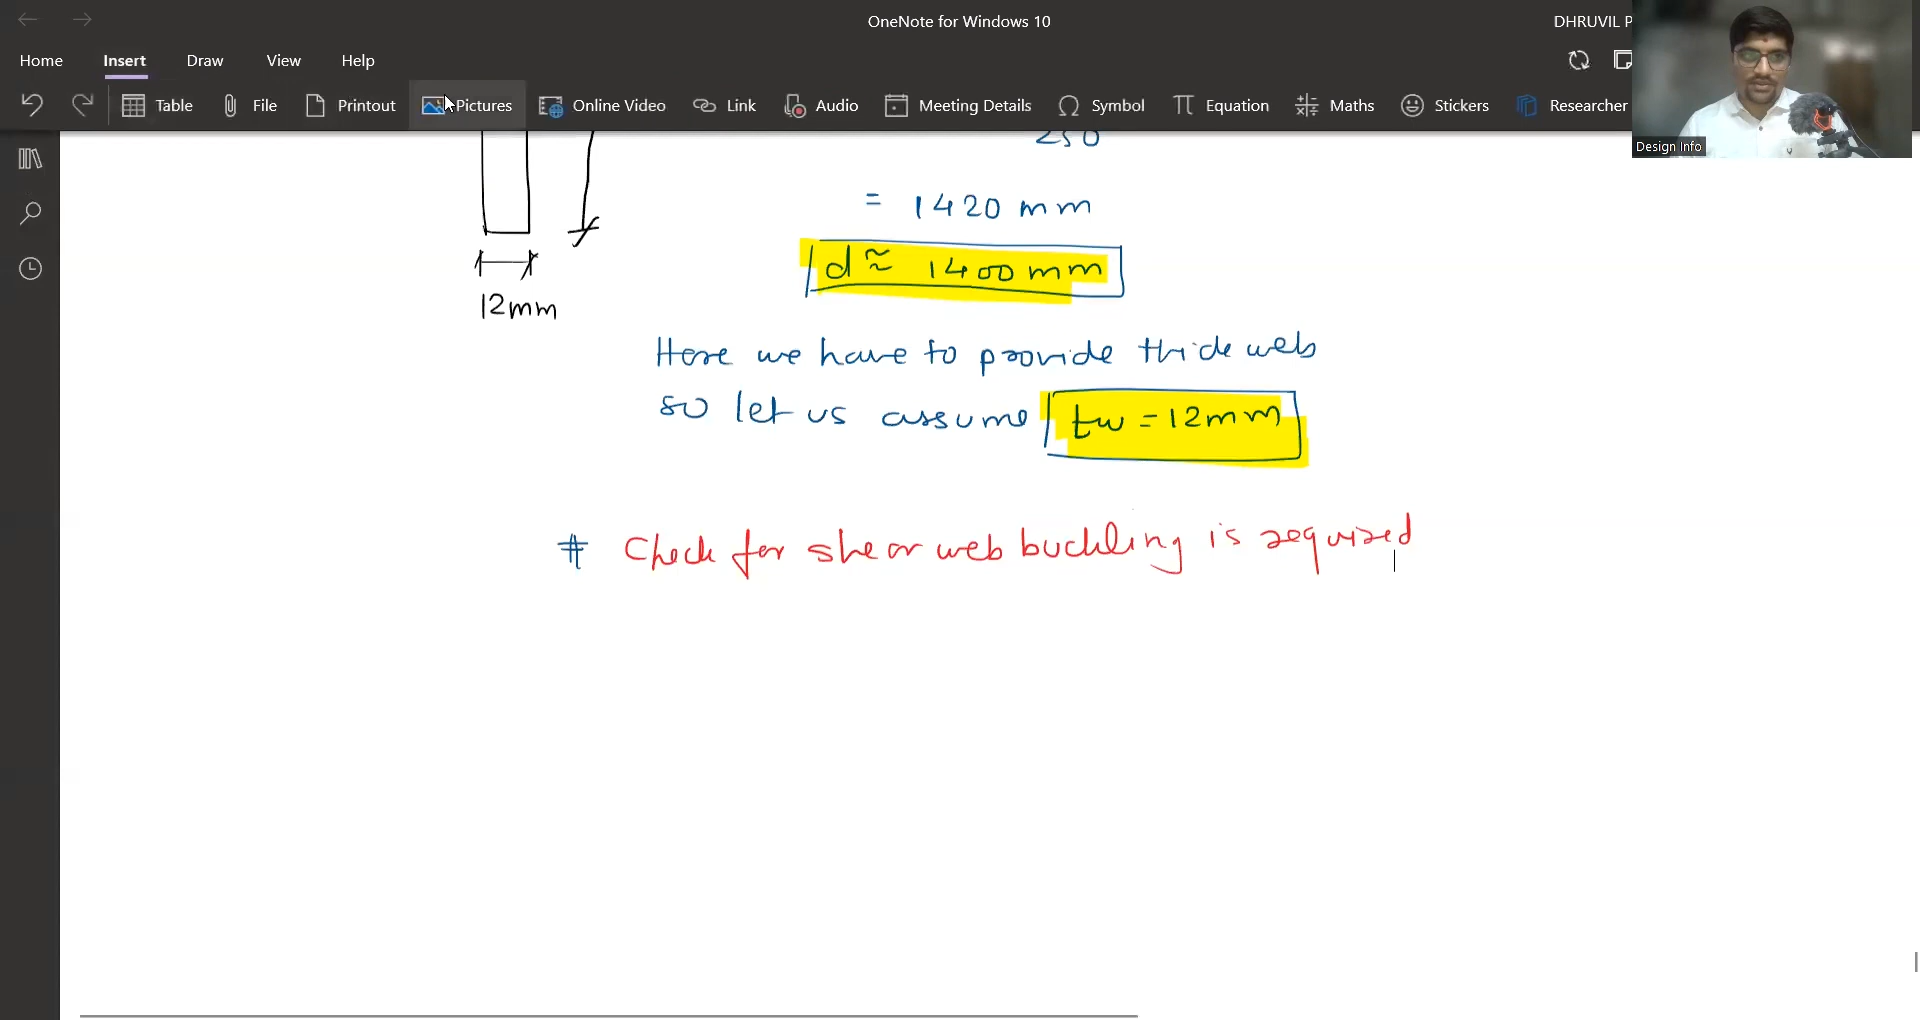 OneNote for Windows 10
DHRUVIL P
Home Insert Draw View Help
Table File Printout Pictures Online Video Link Audio Meeting Details Symbol Equation Maths Stickers Researcher
Design Info
250
= 1420 mm
d ≈ 1400 mm
12mm
Here we have to provide thick web
so let us assume tw = 12mm
# Check for shear web buckling is required